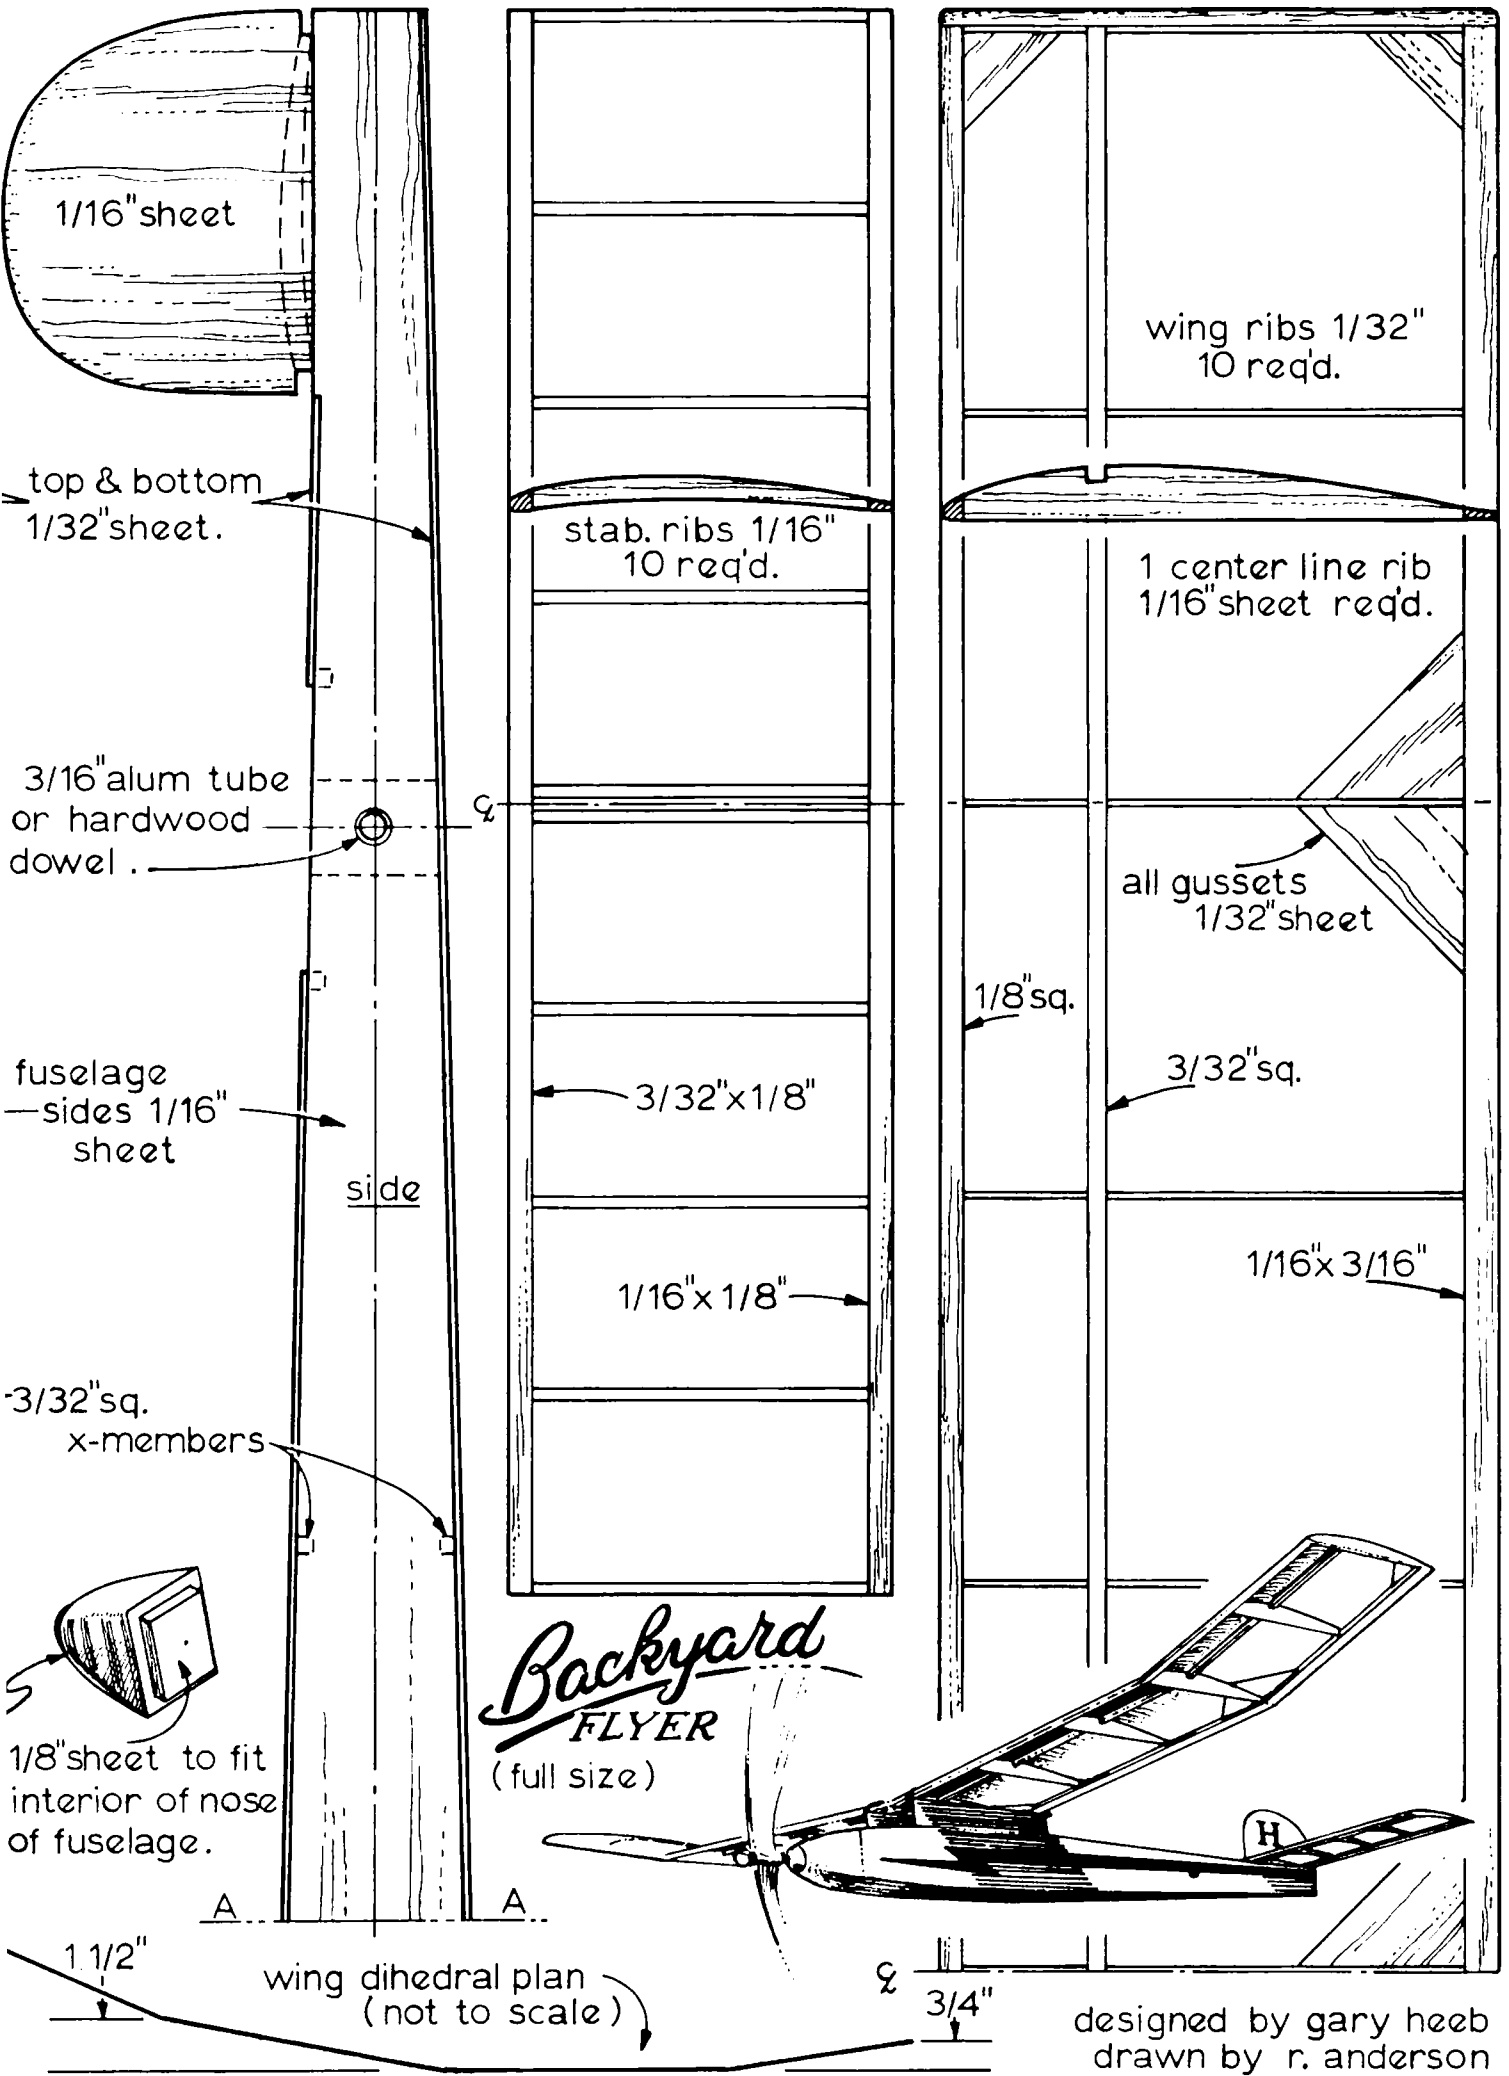 1/16" sheet
top & bottom
1/32" sheet.
3/16" alum tube
or hardwood
dowel.
fuselage
sides 1/16"
sheet
side
3/32" sq.
x-members
1/8" sheet to fit
interior of nose
of fuselage.
A
A
stab. ribs 1/16"
10 req'd.
℄
3/32" x 1/8"
1/16" x 1/8"
wing ribs 1/32"
10 req'd.
1 center line rib
1/16" sheet req'd.
all gussets
1/32" sheet
1/8" sq.
3/32" sq.
1/16" x 3/16"
Backyard
FLYER
(full size)
H
1 1/2"
wing dihedral plan
(not to scale)
℄
3/4"
designed by gary heeb
drawn by r. anderson